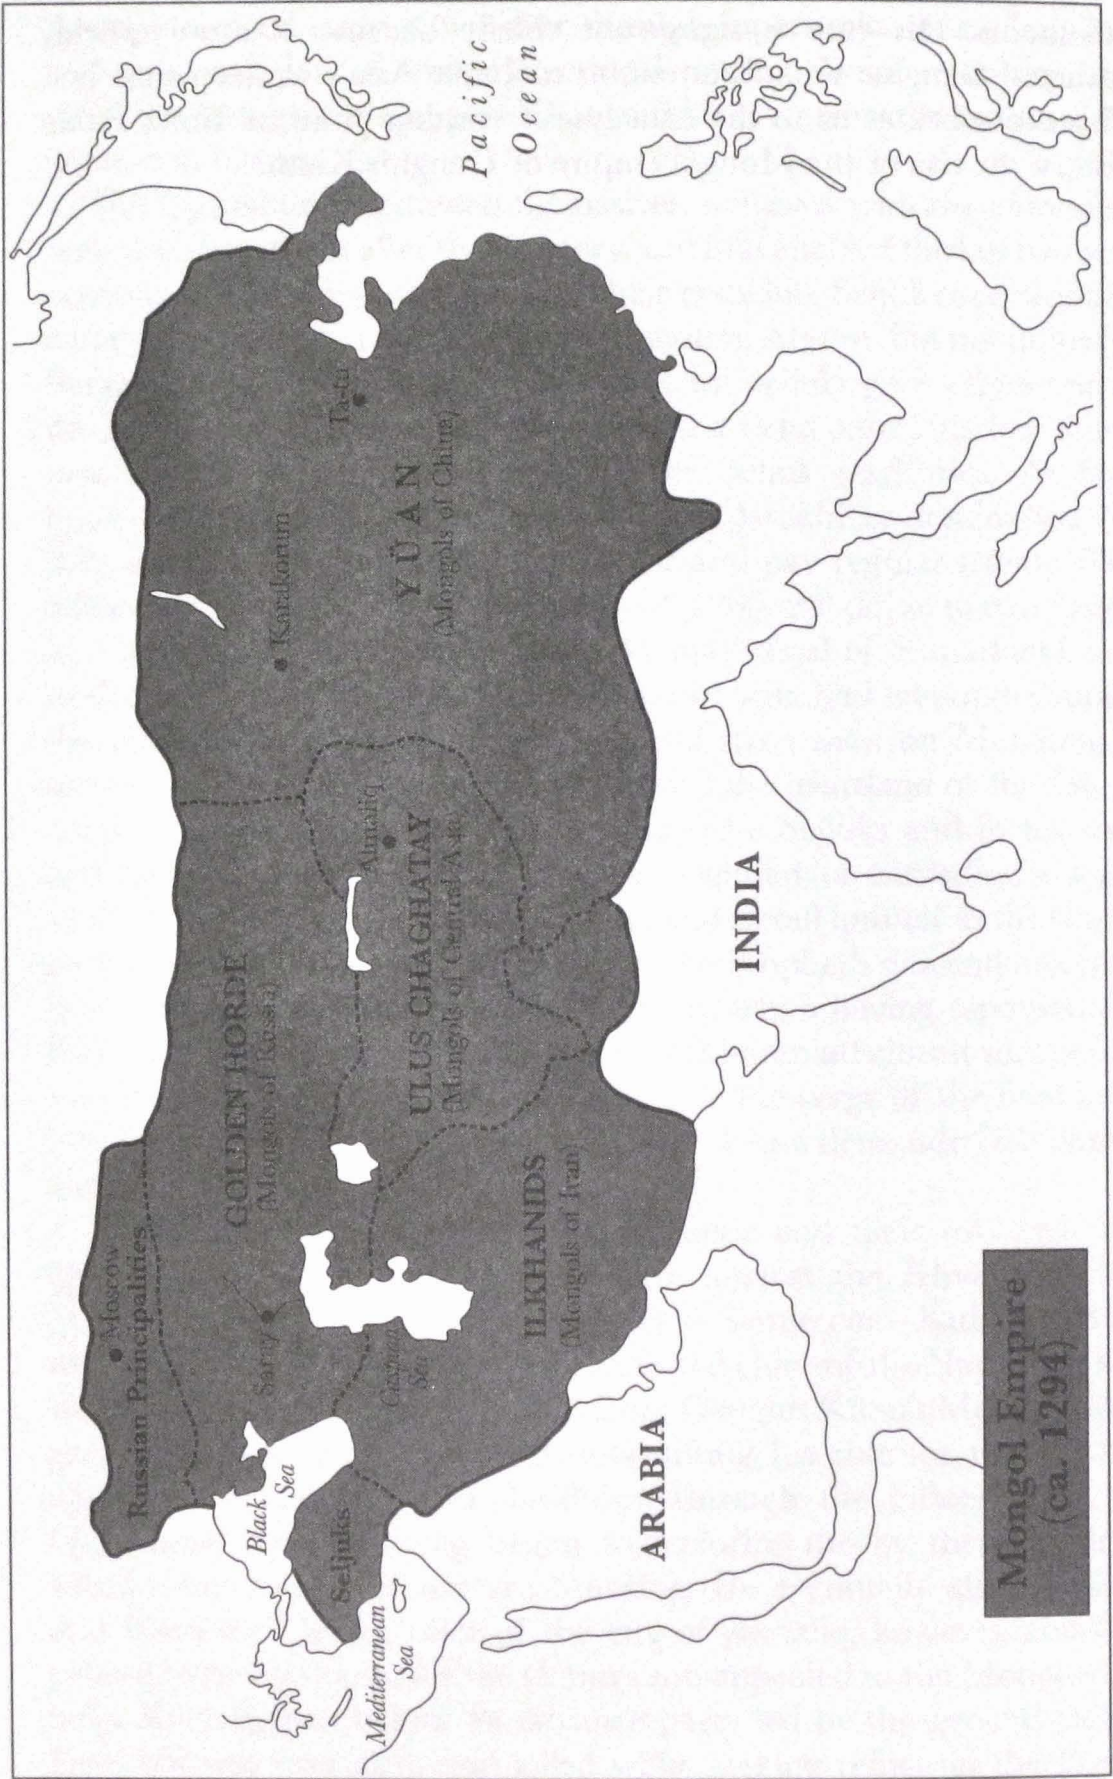 Pacific
Ocean
Russian Principalities
Moscow
GOLDEN HORDE
(Mongols of Russia)
Saray
Karakorum
Ta-tu
YÜAN
(Mongols of China)
Almaliq
ULUS CHAGHATAY
(Mongols of Central Asia)
Black
Sea
Caspian
Sea
Seljuks
Mediterranean
Sea
ILKHANIDS
(Mongols of Iran)
ARABIA
INDIA
Mongol Empire
(ca. 1294)